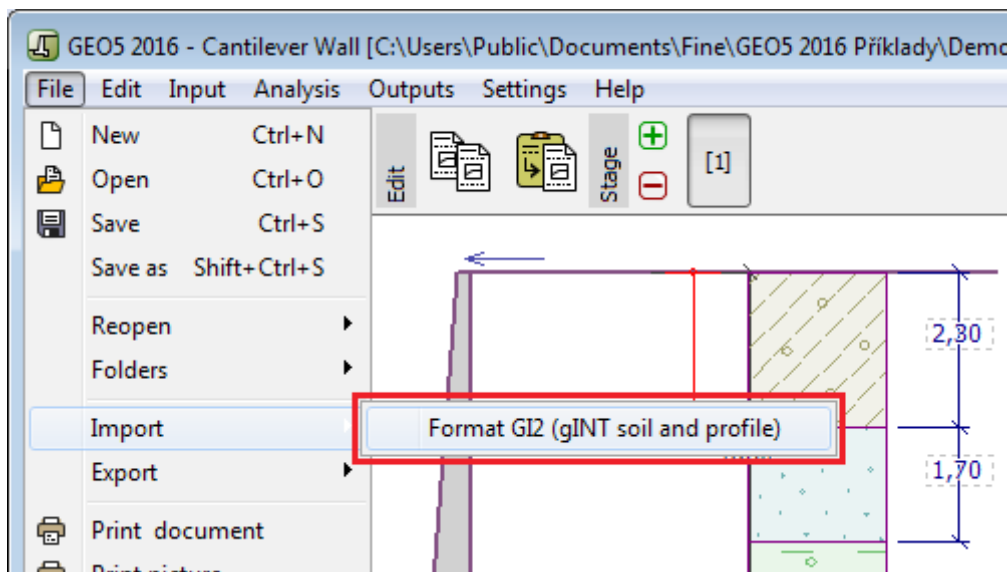 GEO5 2016 - Cantilever Wall [C:\Users\Public\Documents\Fine\GEO5 2016 Příklady\Demo
File Edit Input Analysis Outputs Settings Help
New Ctrl+N
Open Ctrl+O
Save Ctrl+S
Save as Shift+Ctrl+S
Reopen
Folders
Import
Export
Print document
Print picture
Edit
Stage
[1]
Format GI2 (gINT soil and profile)
2,30
1,70